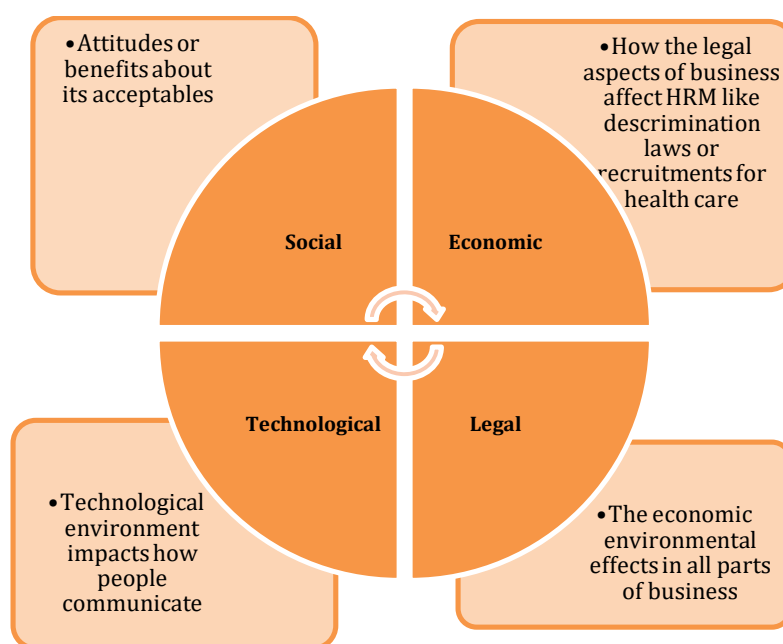 •Attitudes or
benefits about
its acceptables
•How the legal
aspects of business
affect HRM like
descrimination
laws or
recruitments for
health care
Social
Economic
Technological
Legal
•Technological
environment
impacts how
people
communicate
•The economic
environmental
effects in all parts
of business